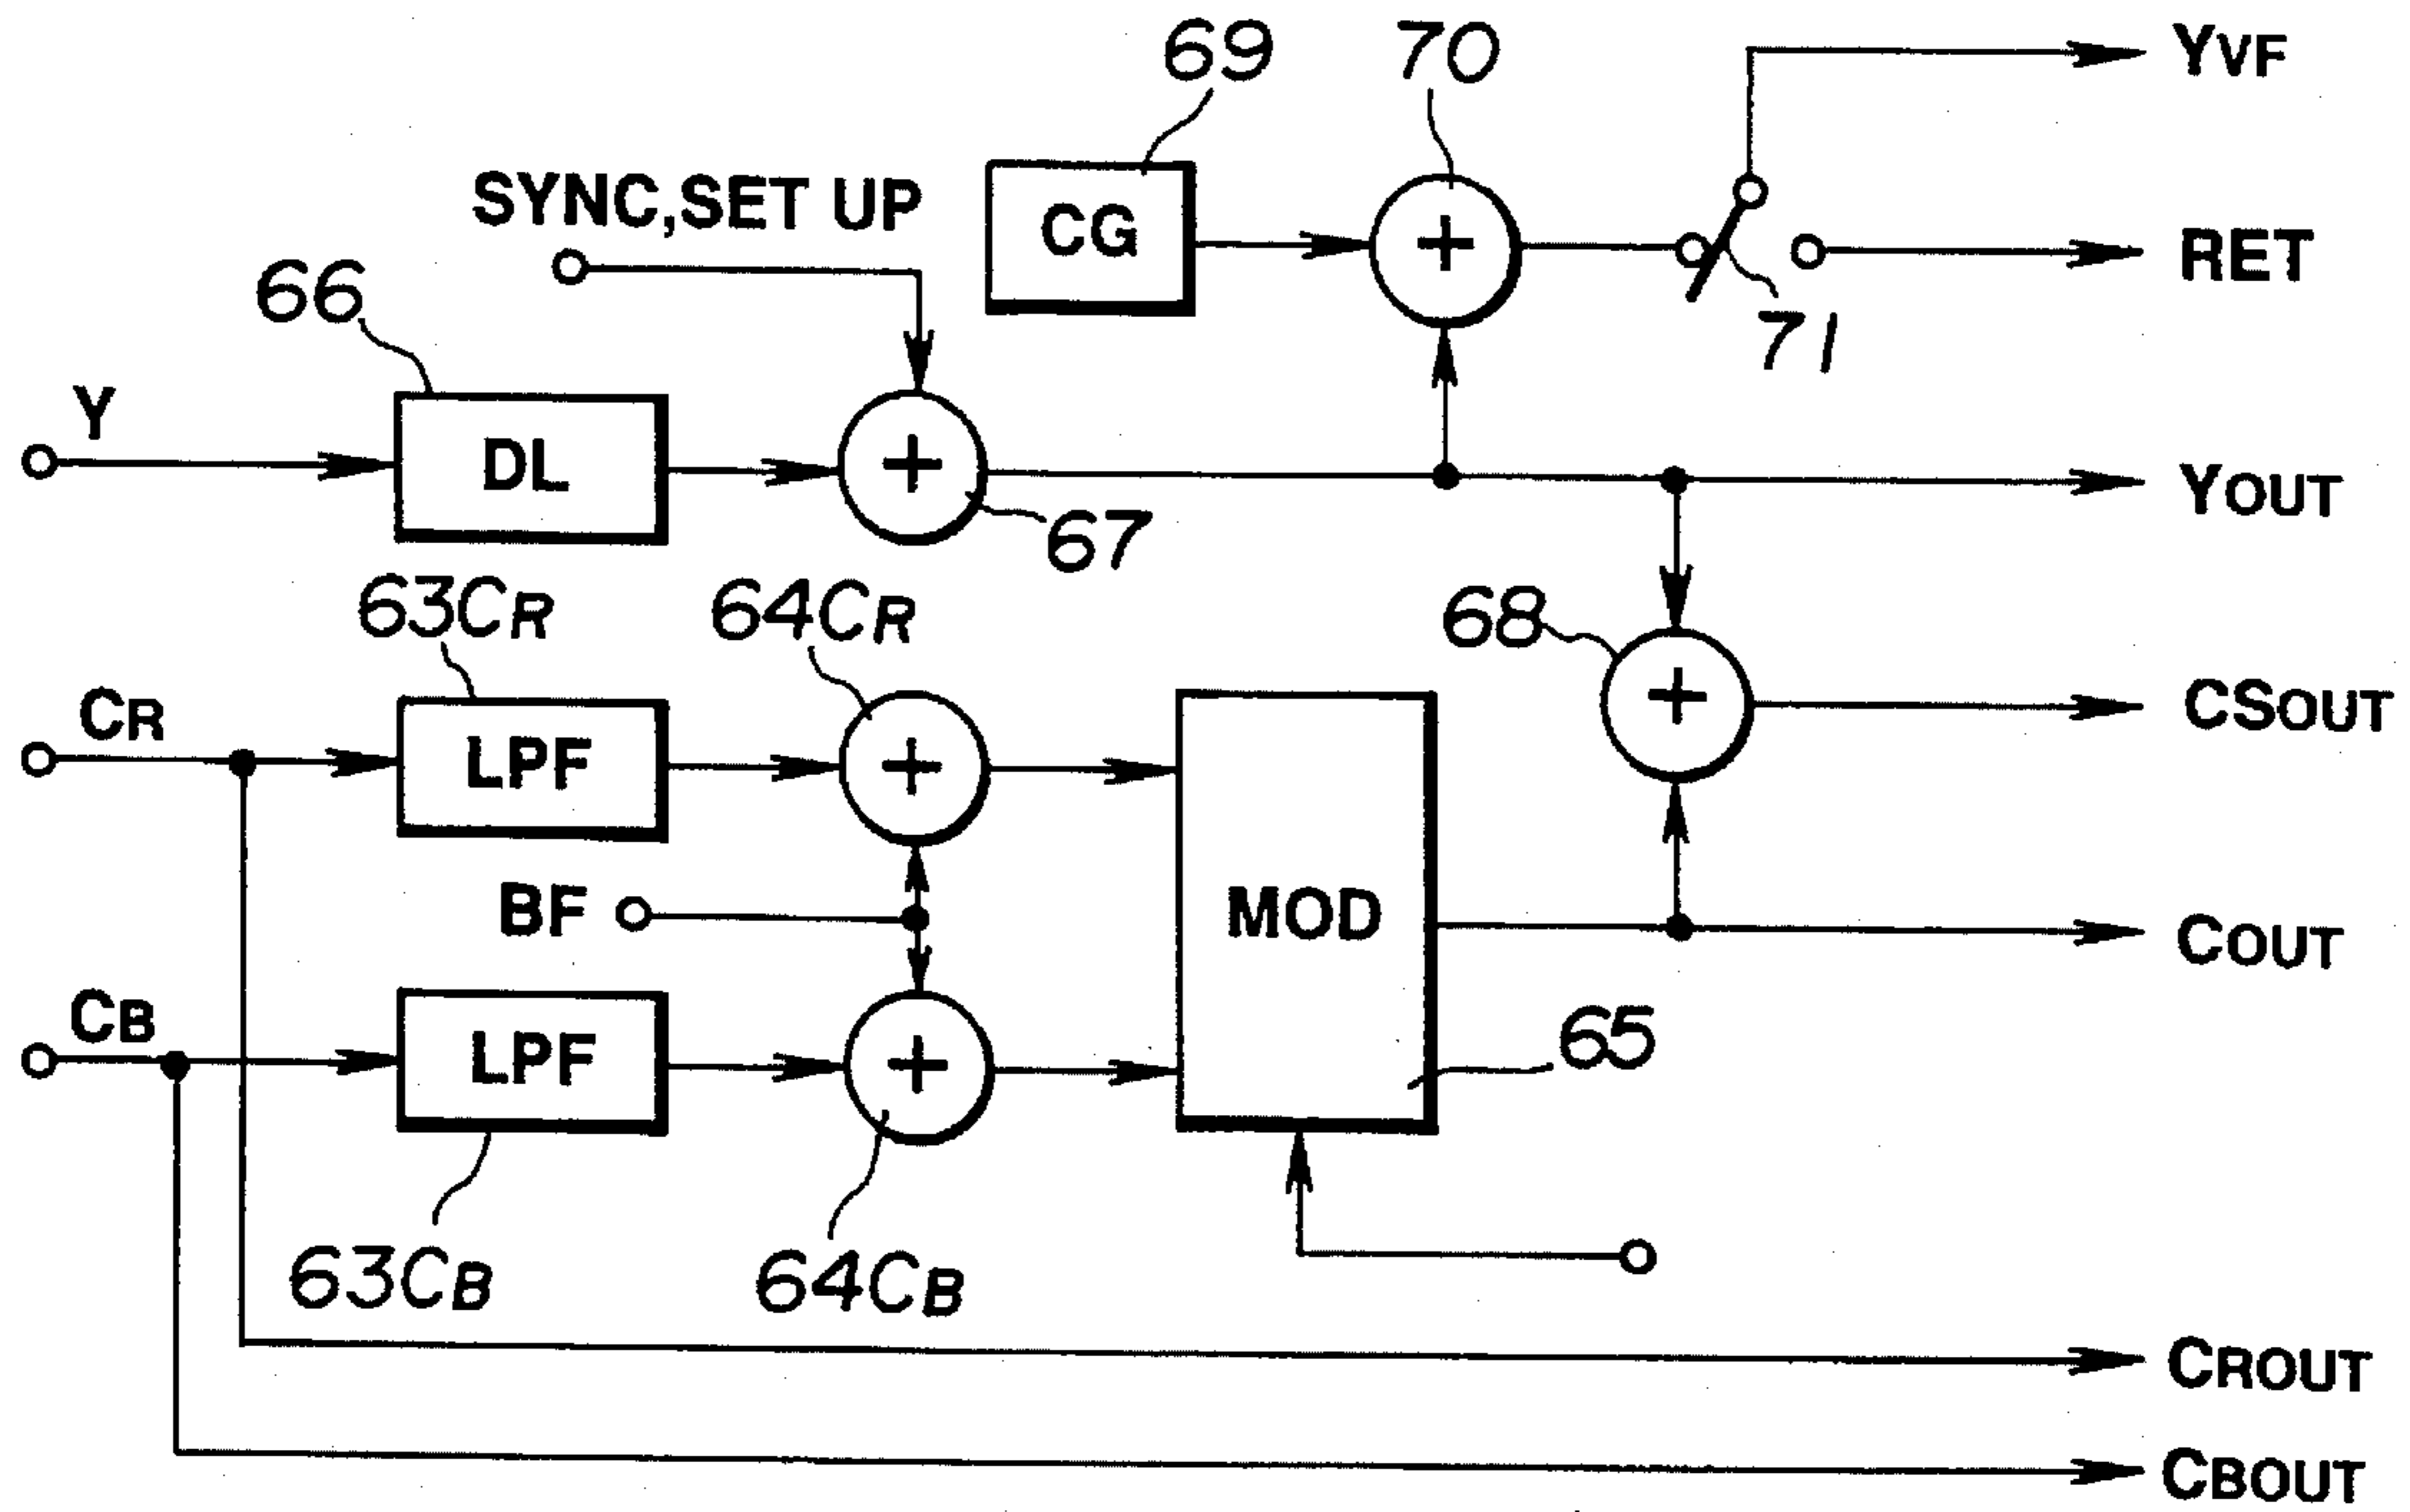 69
70
YVF
SYNC,SET UP
CG
RET
66
71
Y
DL
+
+
YOUT
67
63CR
64CR
68
CR
LPF
+
+
CSOUT
BF
MOD
COUT
CB
LPF
+
65
63CB
64CB
CROUT
CBOUT